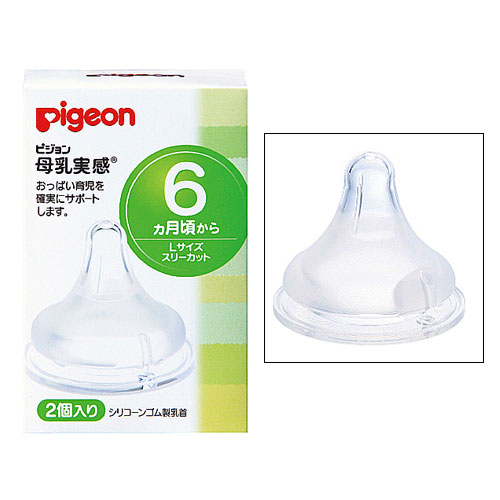 Pigeon
ピジョン
母乳実感®
おっぱい育児を
確実にサポート
します。
6
ヵ月頃から
Lサイズ
スリーカット
2個入り
シリコーンゴム製乳首